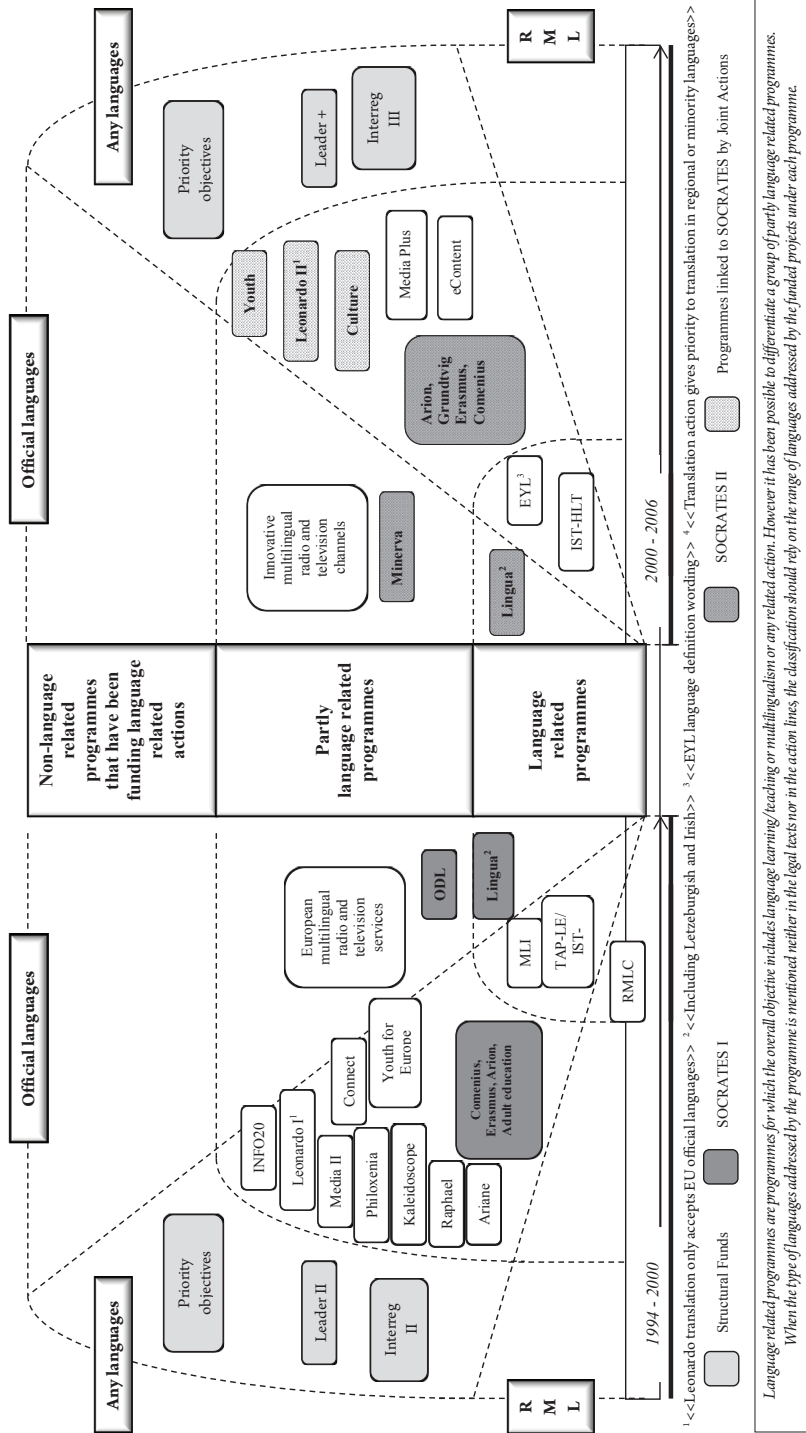 Official languages
Official languages
Any languages
Any languages
R
M
L
R
M
L
Non-language
related
programmes
that have been
funding language
related
actions
Partly
language related
programmes
Language
related
programmes
Priority
objectives
Leader II
Interreg
II
INFO20
Leonardo I¹
Media II
Philoxenia
Kaleidoscope
Raphael
Ariane
Connect
Youth for
Europe
Comenius,
Erasmus, Arion,
Adult education
European
multilingual
radio and
television
services
ODL
Lingua²
MLI
TAP-LE/
IST-
RMLC
Innovative
multilingual
radio and
television
channels
Minerva
Lingua²
EYL³
IST-HLT
Arion,
Grundtvig
Erasmus,
Comenius
Youth
Leonardo II¹
Culture
Media Plus
eContent
Priority
objectives
Leader +
Interreg
III
1994 - 2000
2000 - 2006
¹ <<Leonardo translation only accepts EU official languages>> ² <<Including Letzeburgish and Irish>> ³ <<EYL language definition wording>> ⁴ <<Translation action gives priority to translation in regional or minority languages>>
Structural Funds
SOCRATES I
SOCRATES II
Programmes linked to SOCRATES by Joint Actions
Language related programmes are programmes for which the overall objective includes language learning/teaching or multilingualism or any related action. However it has been possible to differentiate a group of partly language related programmes.
When the type of languages addressed by the programme is mentioned neither in the legal texts nor in the action lines, the classification should rely on the range of languages addressed by the funded projects under each programme.